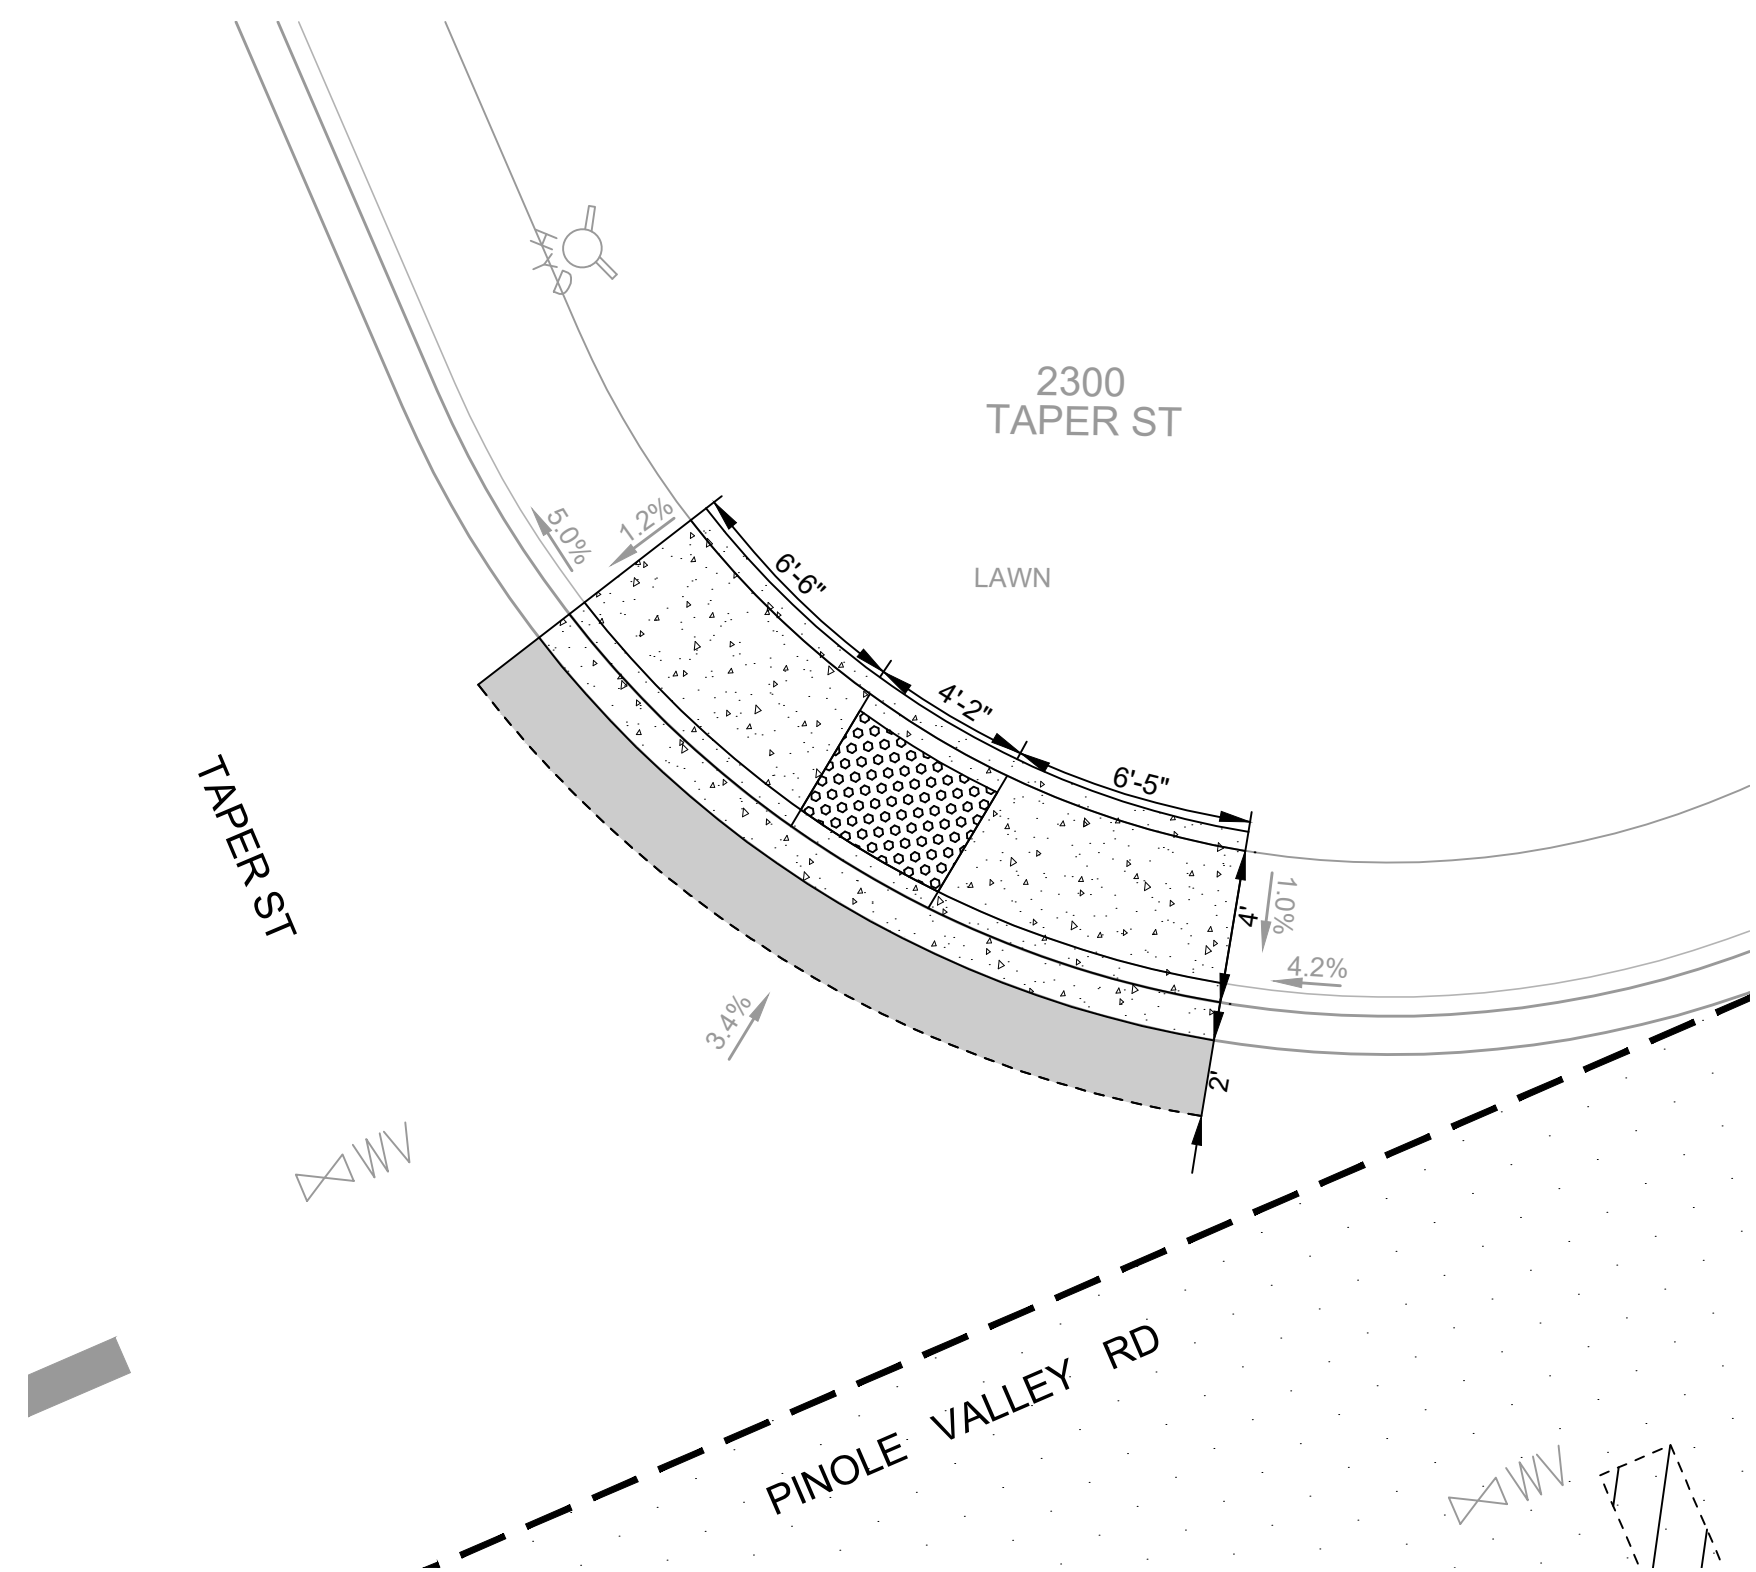 HYD
2300
TAPER ST
LAWN
5.0%
1.2%
6'-6"
4'-2"
6'-5"
4'
1.0%
4.2%
2'
3.4%
TAPER ST
WV
PINOLE VALLEY RD
WV